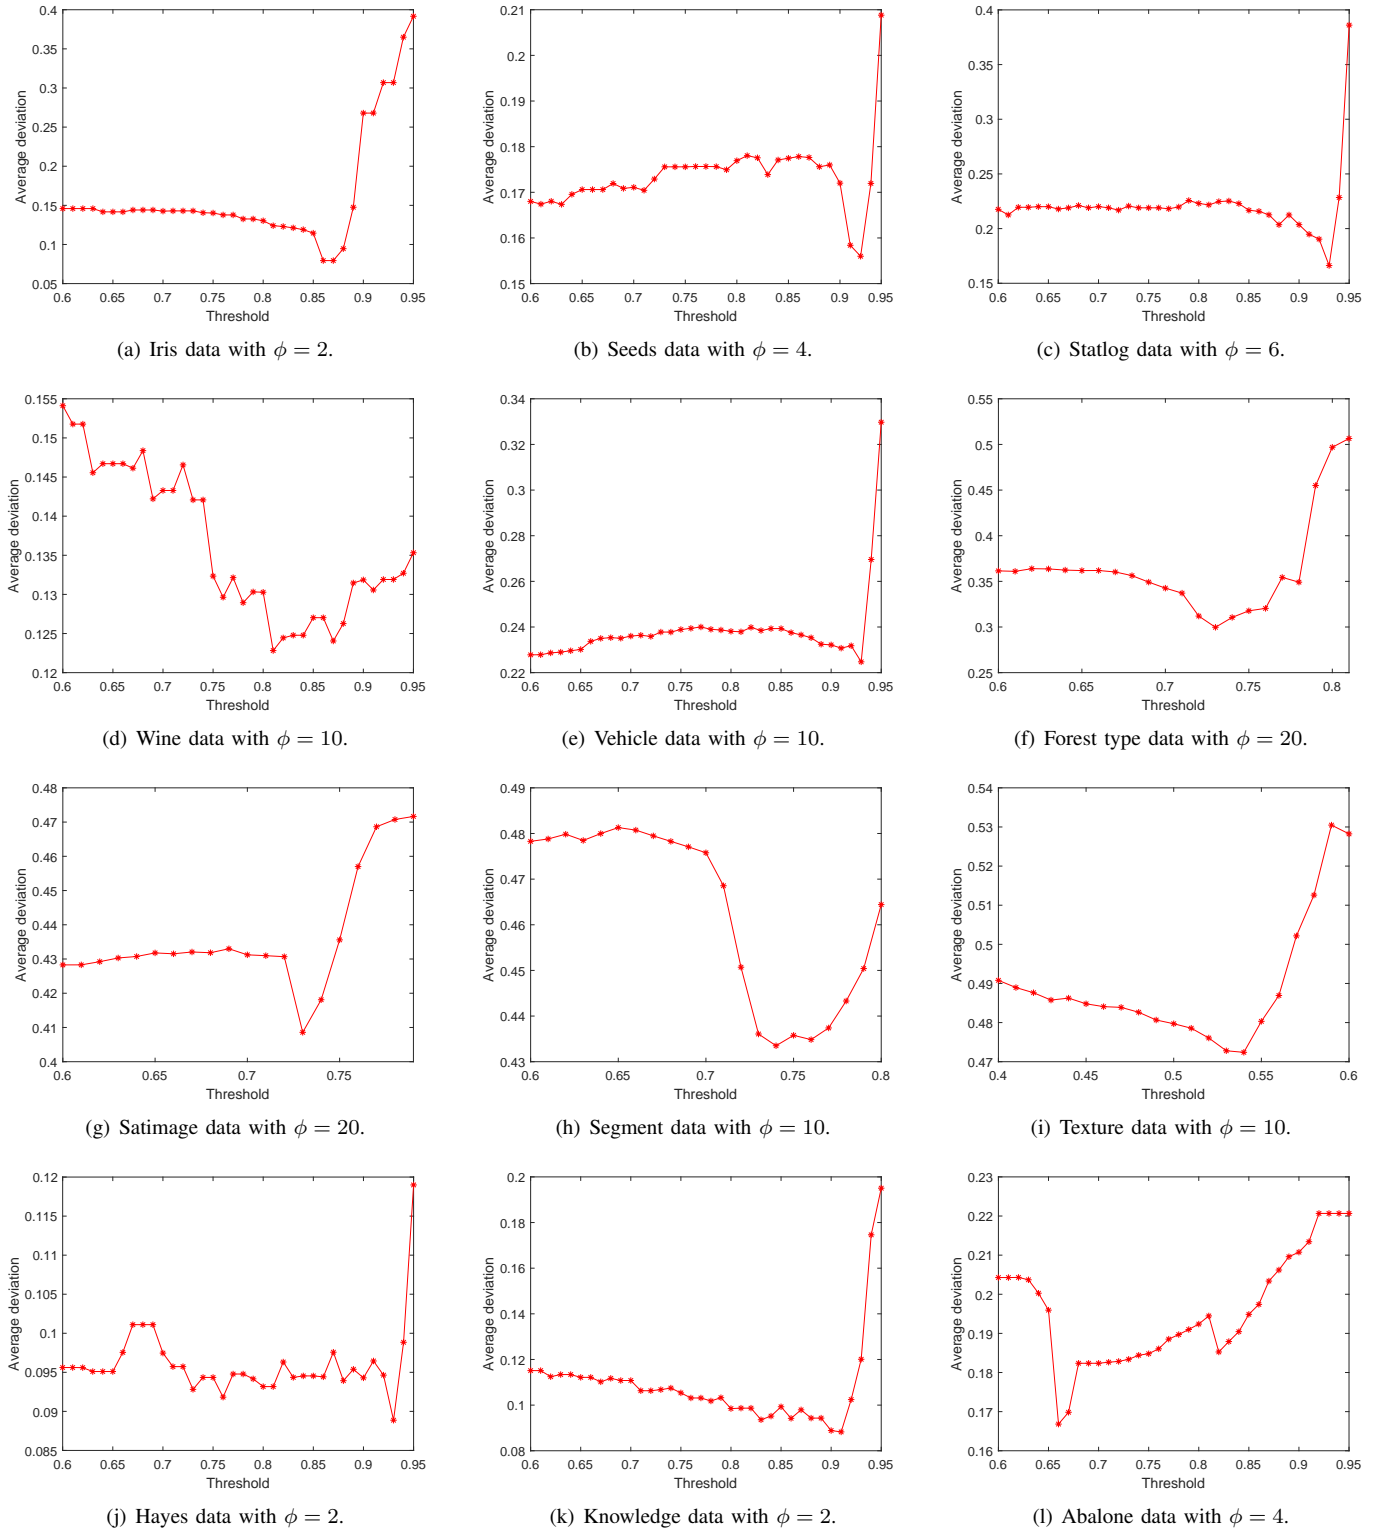 0.4
0.35
0.3
0.25
0.2
0.15
0.1
0.05
Average deviation
0.6 0.65 0.7 0.75 0.8 0.85 0.9 0.95
Threshold
(a) Iris data with ϕ = 2.
0.21
0.2
0.19
0.18
0.17
0.16
0.15
Average deviation
0.6 0.65 0.7 0.75 0.8 0.85 0.9 0.95
Threshold
(b) Seeds data with ϕ = 4.
0.4
0.35
0.3
0.25
0.2
0.15
Average deviation
0.6 0.65 0.7 0.75 0.8 0.85 0.9 0.95
Threshold
(c) Statlog data with ϕ = 6.
0.155
0.15
0.145
0.14
0.135
0.13
0.125
0.12
Average deviation
0.6 0.65 0.7 0.75 0.8 0.85 0.9 0.95
Threshold
(d) Wine data with ϕ = 10.
0.34
0.32
0.3
0.28
0.26
0.24
0.22
Average deviation
0.6 0.65 0.7 0.75 0.8 0.85 0.9 0.95
Threshold
(e) Vehicle data with ϕ = 10.
0.55
0.5
0.45
0.4
0.35
0.3
0.25
Average deviation
0.6 0.65 0.7 0.75 0.8
Threshold
(f) Forest type data with ϕ = 20.
0.48
0.47
0.46
0.45
0.44
0.43
0.42
0.41
0.4
Average deviation
0.6 0.65 0.7 0.75
Threshold
(g) Satimage data with ϕ = 20.
0.49
0.48
0.47
0.46
0.45
0.44
0.43
Average deviation
0.6 0.65 0.7 0.75 0.8
Threshold
(h) Segment data with ϕ = 10.
0.54
0.53
0.52
0.51
0.5
0.49
0.48
0.47
Average deviation
0.4 0.45 0.5 0.55 0.6
Threshold
(i) Texture data with ϕ = 10.
0.12
0.115
0.11
0.105
0.1
0.095
0.09
0.085
Average deviation
0.6 0.65 0.7 0.75 0.8 0.85 0.9 0.95
Threshold
(j) Hayes data with ϕ = 2.
0.2
0.18
0.16
0.14
0.12
0.1
0.08
Average deviation
0.6 0.65 0.7 0.75 0.8 0.85 0.9 0.95
Threshold
(k) Knowledge data with ϕ = 2.
0.23
0.22
0.21
0.2
0.19
0.18
0.17
0.16
Average deviation
0.6 0.65 0.7 0.75 0.8 0.85 0.9 0.95
Threshold
(l) Abalone data with ϕ = 4.